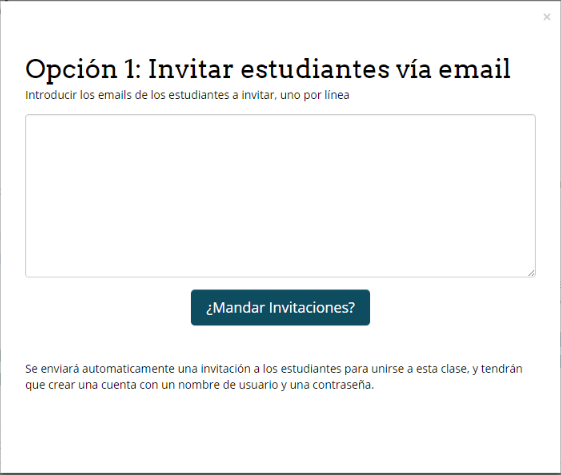 ×
Opción 1: Invitar estudiantes vía email
Introducir los emails de los estudiantes a invitar, uno por línea
¿Mandar Invitaciones?
Se enviará automaticamente una invitación a los estudiantes para unirse a esta clase, y tendrán
que crear una cuenta con un nombre de usuario y una contraseña.